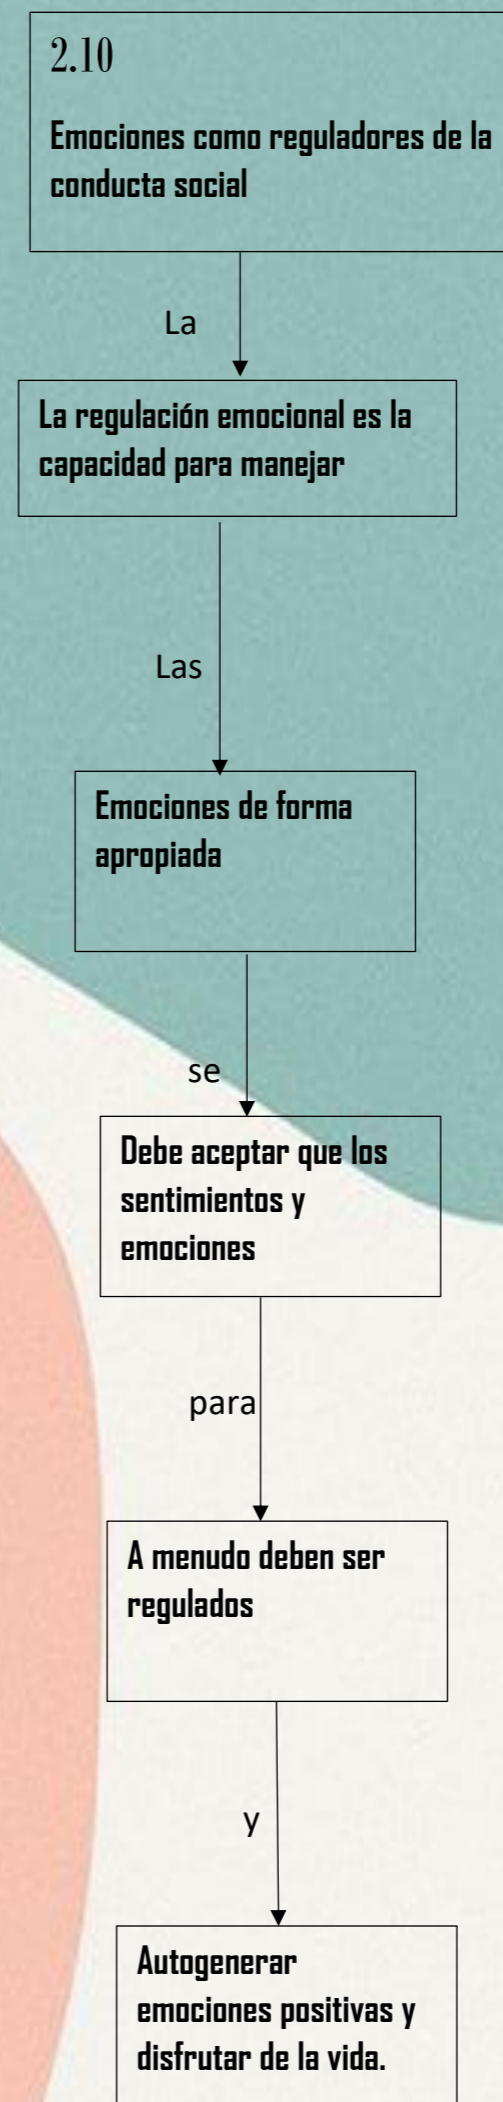 2.10
Emociones como reguladores de la
conducta social
La
La regulación emocional es la
capacidad para manejar
Las
Emociones de forma
apropiada
se
Debe aceptar que los
sentimientos y
emociones
para
A menudo deben ser
regulados
y
Autogenerar
emociones positivas y
disfrutar de la vida.